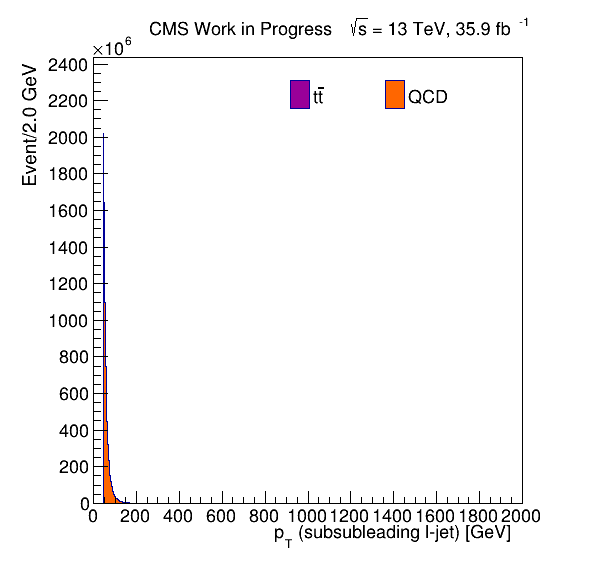 CMS Work in Progress √s = 13 TeV, 35.9 fb -1
×10 6
Event/2.0 GeV
2400
2200
2000
1800
1600
1400
1200
1000
800
600
400
200
0
tt̄ QCD
0 200 400 600 800 1000 1200 1400 1600 1800 2000
p T (subsubleading l-jet) [GeV]